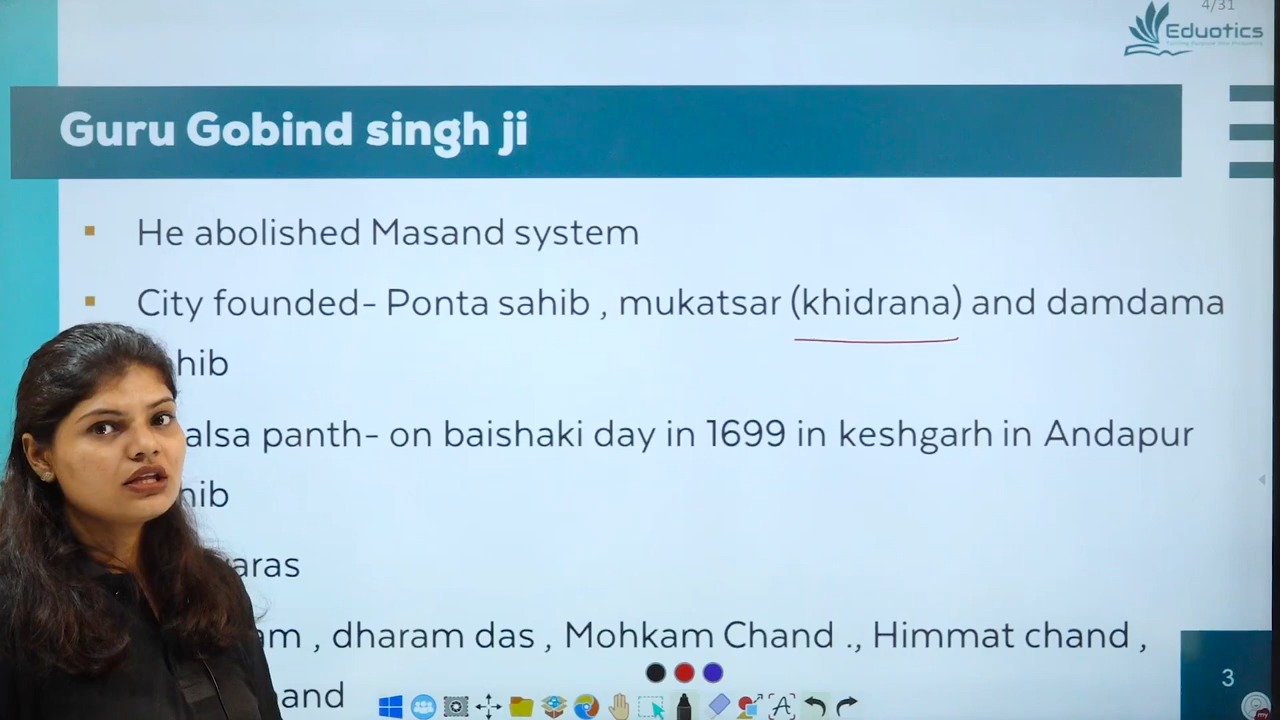 4/31
Eduotics
Guru Gobind singh ji
He abolished Masand system
City founded- Ponta sahib , mukatsar (khidrana) and damdama
hib
alsa panth- on baishaki day in 1699 in keshgarh in Andapur
hib
aras
am , dharam das , Mohkam Chand ., Himmat chand ,
and
3